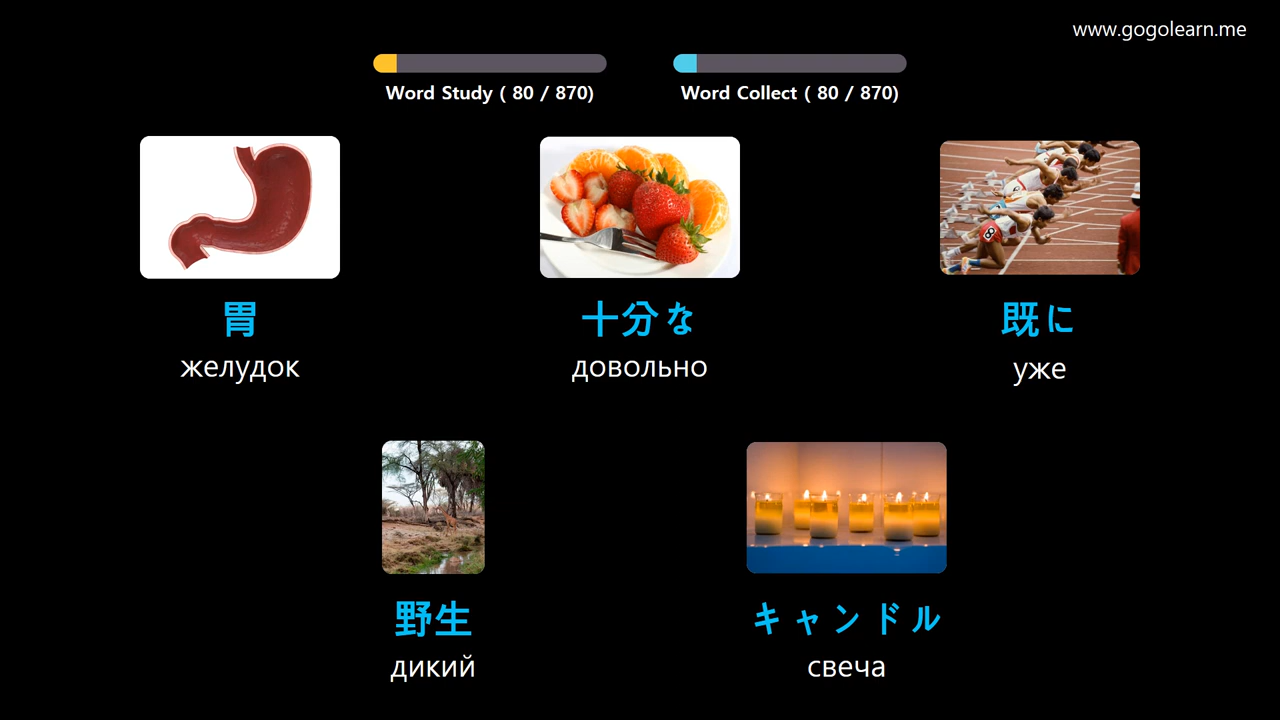 www.gogolearn.me
Word Study ( 80 / 870)
Word Collect ( 80 / 870)
胃
желудок
十分な
довольно
既に
уже
野生
дикий
キャンドル
свеча